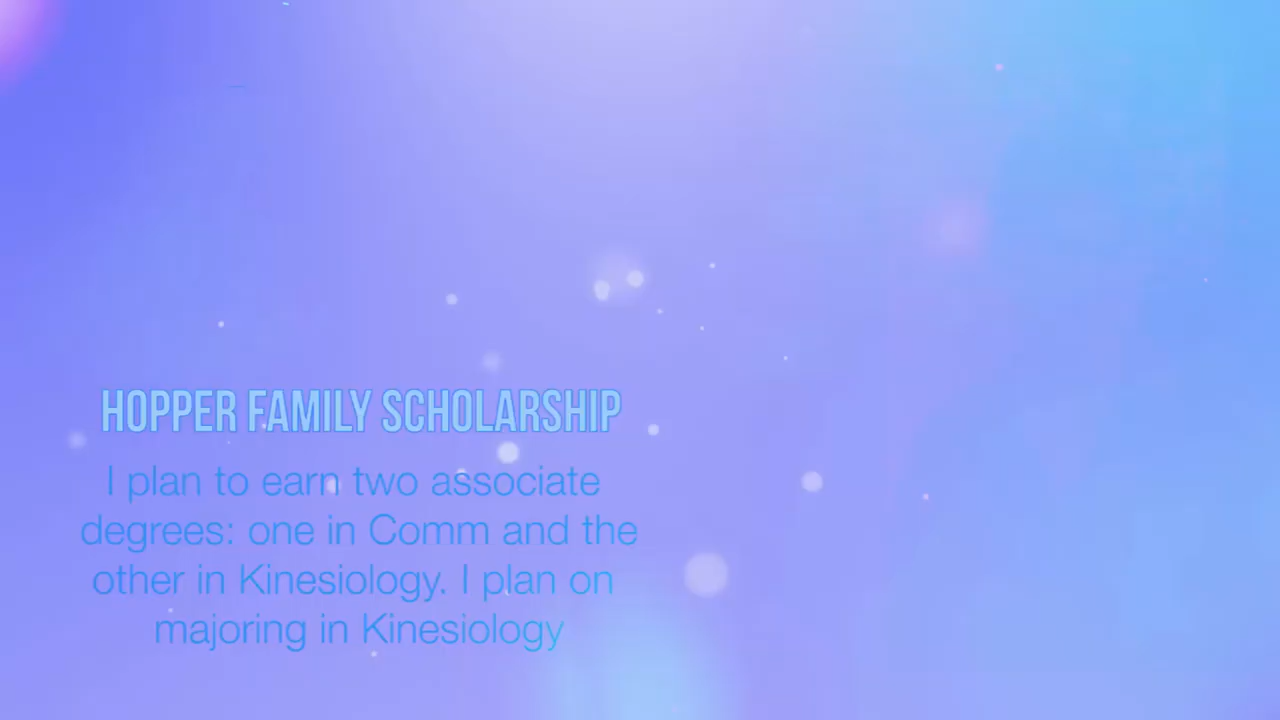 HOPPER FAMILY SCHOLARSHIP
I plan to earn two associate
degrees: one in Comm and the
other in Kinesiology. I plan on
majoring in Kinesiology